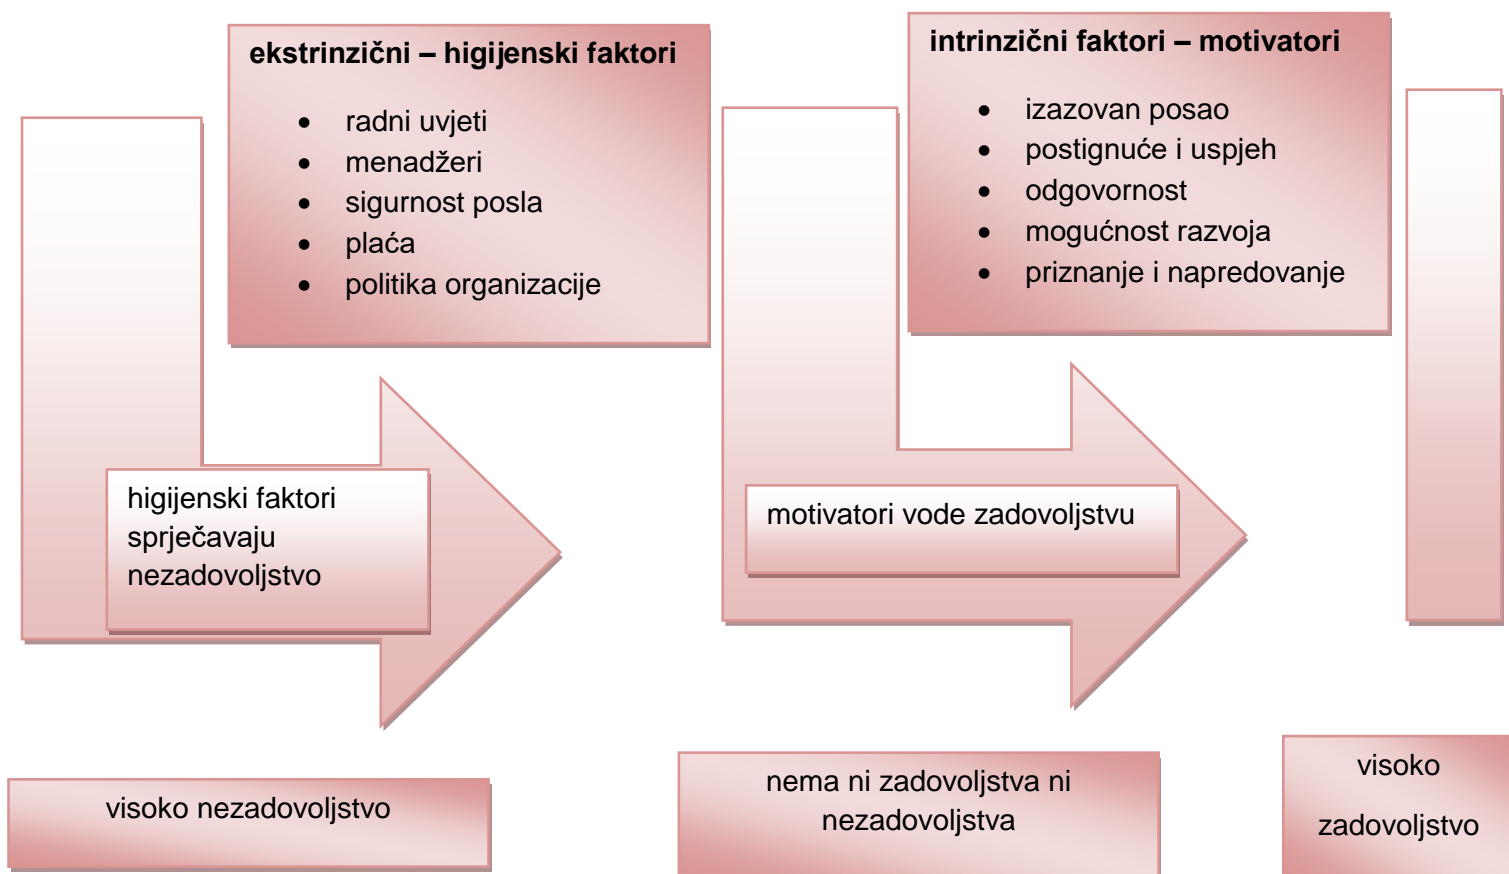 ekstrinzični – higijenski faktori
• radni uvjeti
• menadžeri
• sigurnost posla
• plaća
• politika organizacije
intrinzični faktori – motivatori
• izazovan posao
• postignuće i uspjeh
• odgovornost
• mogućnost razvoja
• priznanje i napredovanje
higijenski faktori
sprječavaju
nezadovoljstvo
motivatori vode zadovoljstvu
visoko nezadovoljstvo
nema ni zadovoljstva ni
nezadovoljstva
visoko
zadovoljstvo